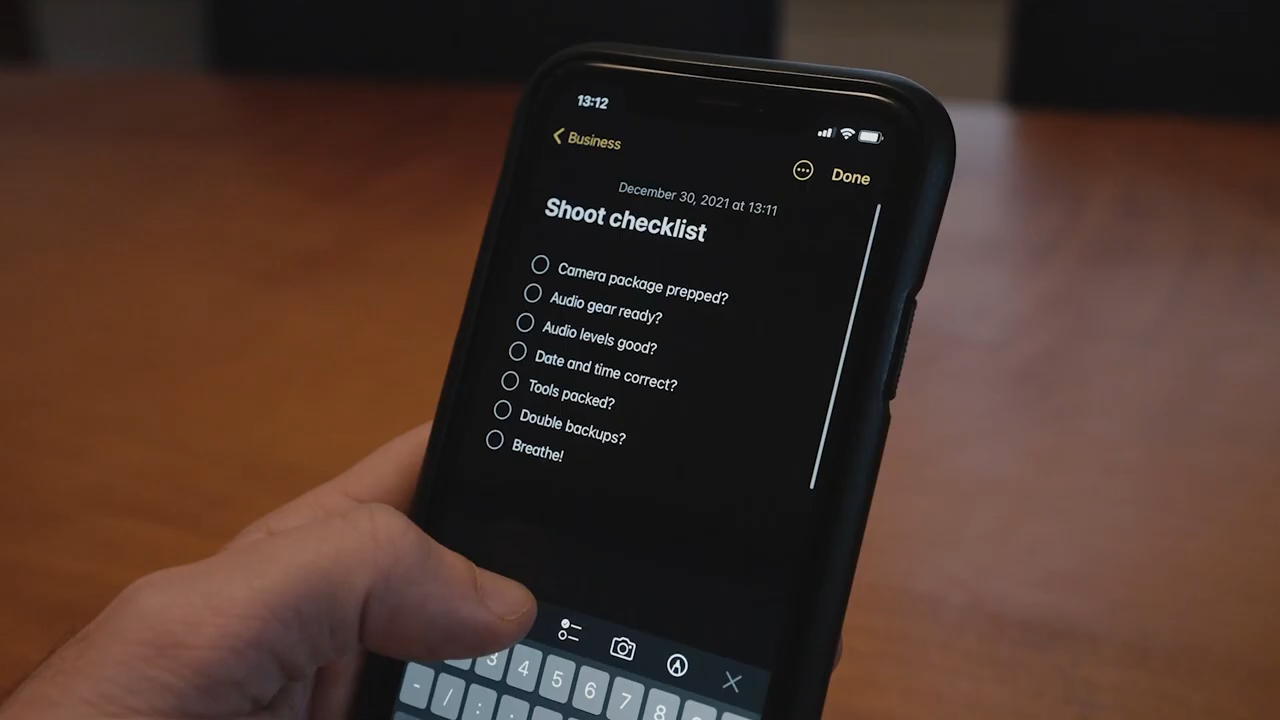 13:12
Business
Done
December 30, 2021 at 13:11
Shoot checklist
Camera package prepped?
Audio gear ready?
Audio levels good?
Date and time correct?
Tools packed?
Double backups?
Breathe!
3 4 5 6 7 8
- / :